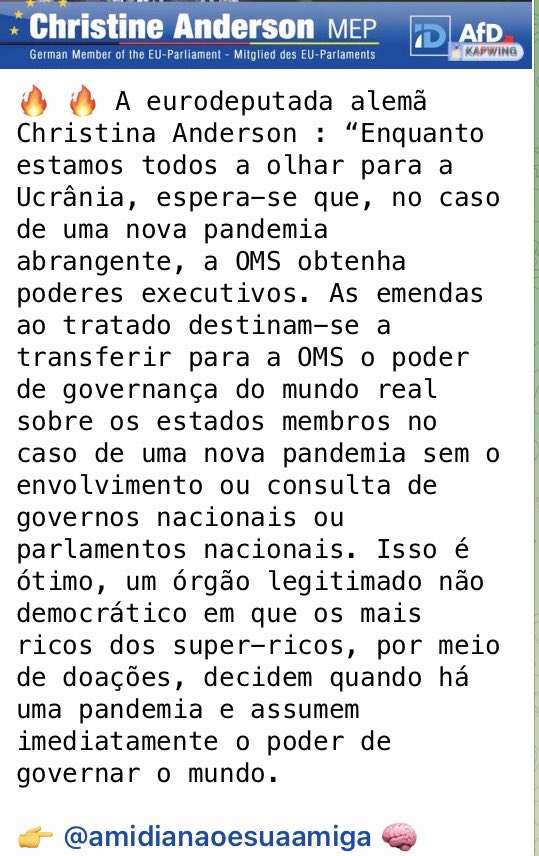 Christine Anderson MEP
German Member of the EU-Parliament - Mitglied des EU-Parlaments
iD
AfD
KAPWING
🔥 🔥 A eurodeputada alemã
Christina Anderson : “Enquanto
estamos todos a olhar para a
Ucrânia, espera-se que, no caso
de uma nova pandemia
abrangente, a OMS obtenha
poderes executivos. As emendas
ao tratado destinam-se a
transferir para a OMS o poder
de governança do mundo real
sobre os estados membros no
caso de uma nova pandemia sem o
envolvimento ou consulta de
governos nacionais ou
parlamentos nacionais. Isso é
ótimo, um órgão legitimado não
democrático em que os mais
ricos dos super-ricos, por meio
de doações, decidem quando há
uma pandemia e assumem
imediatamente o poder de
governar o mundo.
👉 @amidianaoesuaamiga 🧠